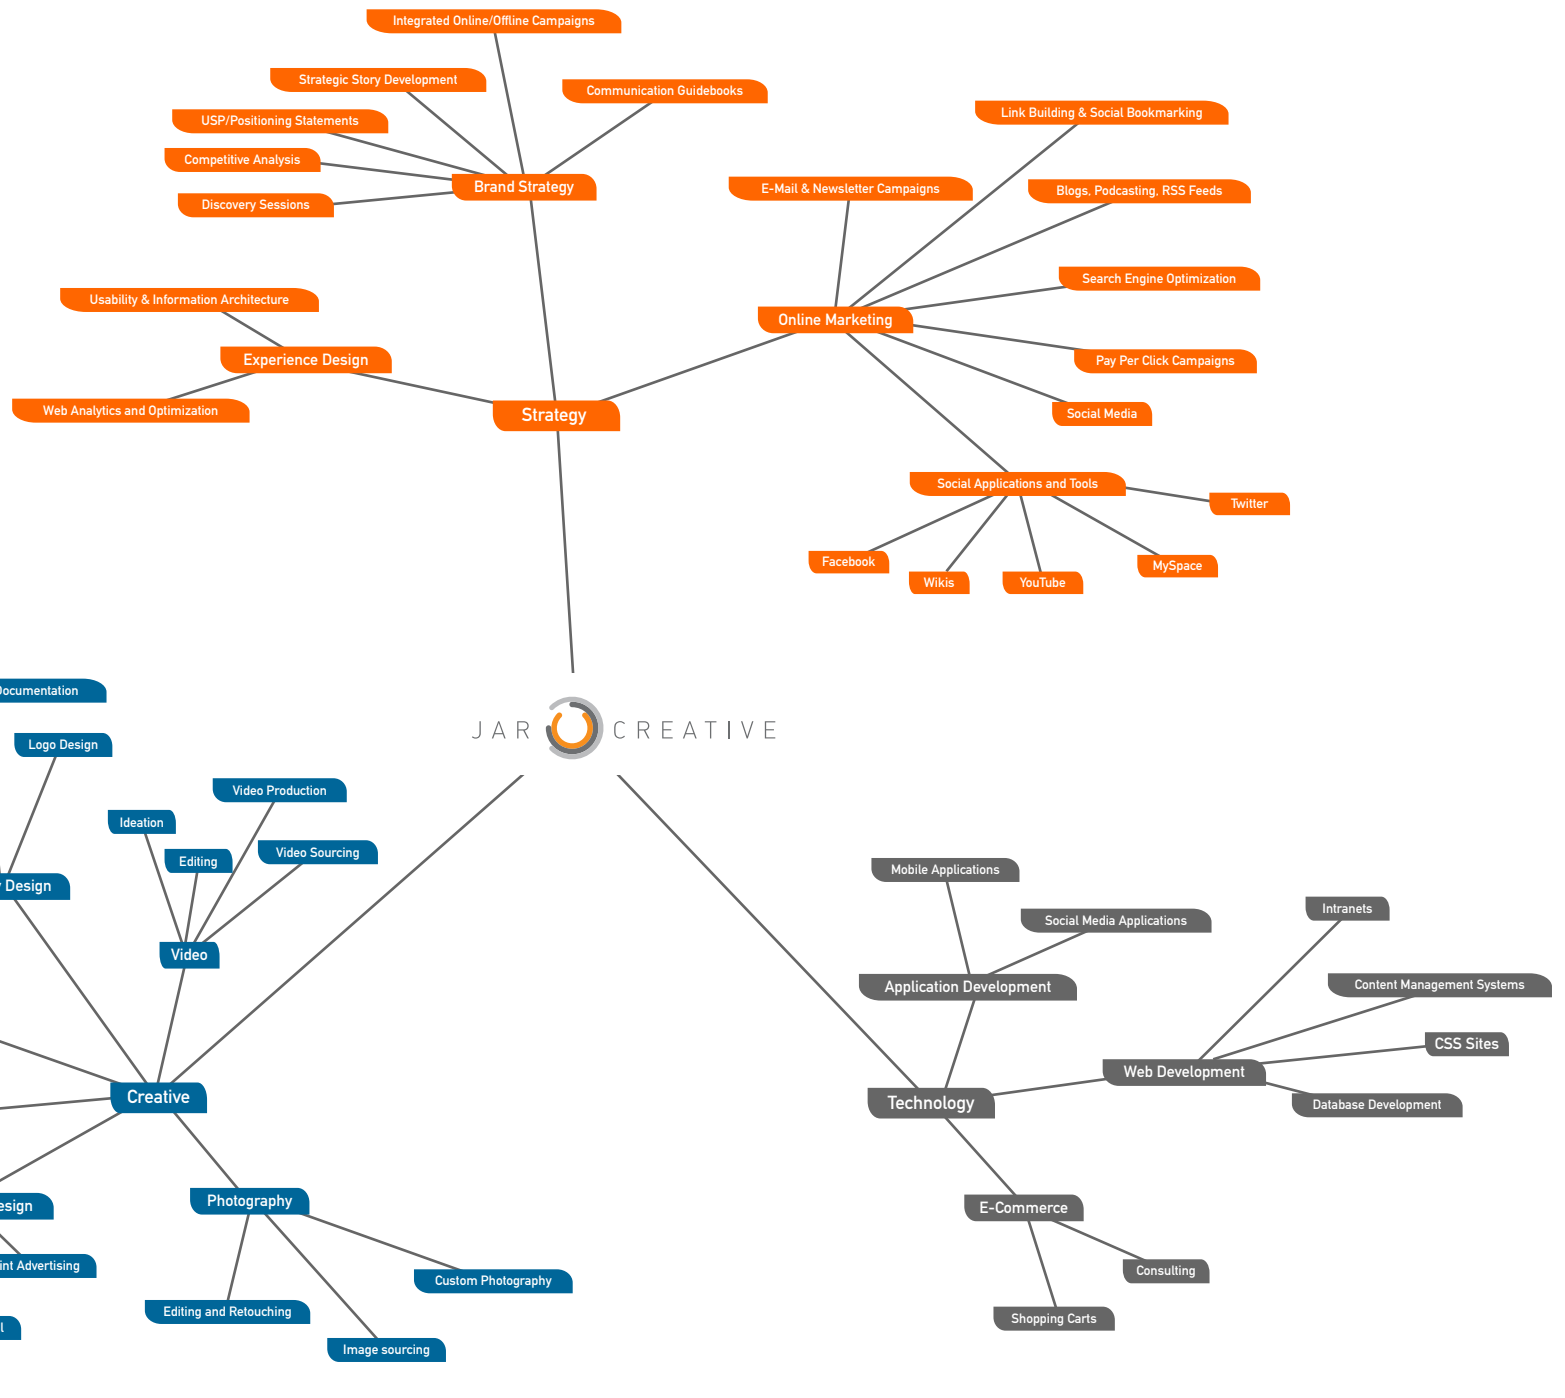 Integrated Online/Offline Campaigns
Strategic Story Development
Communication Guidebooks
USP/Positioning Statements
Competitive Analysis
Discovery Sessions
Brand Strategy
Link Building & Social Bookmarking
E-Mail & Newsletter Campaigns
Blogs, Podcasting, RSS Feeds
Search Engine Optimization
Online Marketing
Pay Per Click Campaigns
Social Media
Usability & Information Architecture
Experience Design
Web Analytics and Optimization
Strategy
Social Applications and Tools
Twitter
Facebook
Wikis
YouTube
MySpace
JAR CREATIVE
Documentation
Logo Design
Design
Video Production
Ideation
Editing
Video Sourcing
Video
Creative
Photography
Custom Photography
Editing and Retouching
Image sourcing
esign
int Advertising
l
Mobile Applications
Social Media Applications
Application Development
Intranets
Content Management Systems
CSS Sites
Web Development
Database Development
Technology
E-Commerce
Consulting
Shopping Carts